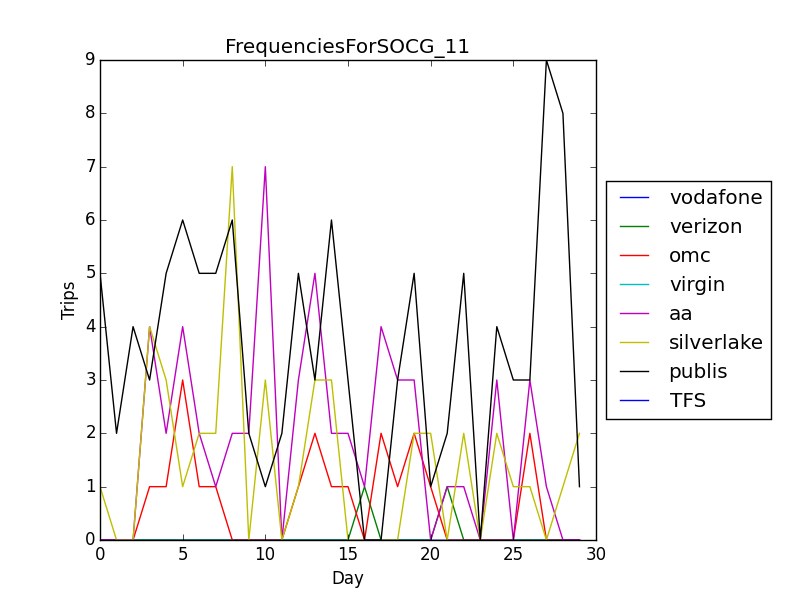 FrequenciesForSOCG_11
9
8
7
6
5
4
3
2
1
0
Trips
0 5 10 15 20 25 30
Day
vodafone
verizon
omc
virgin
aa
silverlake
publis
TFS